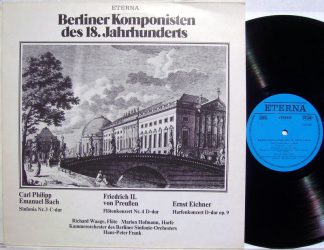 ETERNA
Berliner Komponisten
des 18. Jahrhunderts
Carl Philipp
Emanuel Bach
Sinfonia Nr. 3 C-dur
Friedrich II.
von Preußen
Flötenkonzert Nr. 4 D-dur
Ernst Eichner
Harfenkonzert D-dur op. 9
Richard Waage, Flöte Marion Hofmann, Harfe
Kammerorchester des Berliner Sinfonie-Orchesters
Hans-Peter Frank
ETERNA
STEREO